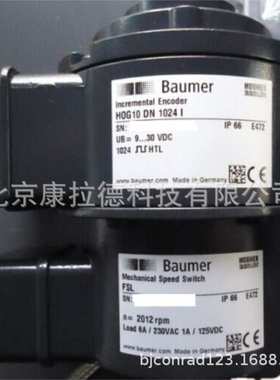 Baumer
Incremental Encoder
HOG10 DN 1024 I
SN:
IP 66 E472
UB = 9...30 VDC
1024 HTL
www.baumer.com Made in Germany
北京康拉德科技有限公司
Baumer
Mechanical Speed Switch
FSL
SN:
IP 66 E472
n = 2012 rpm
Load 6A / 230VAC 1A / 125VDC
www.baumer.com Made in Germany
bjconrad123.1688.